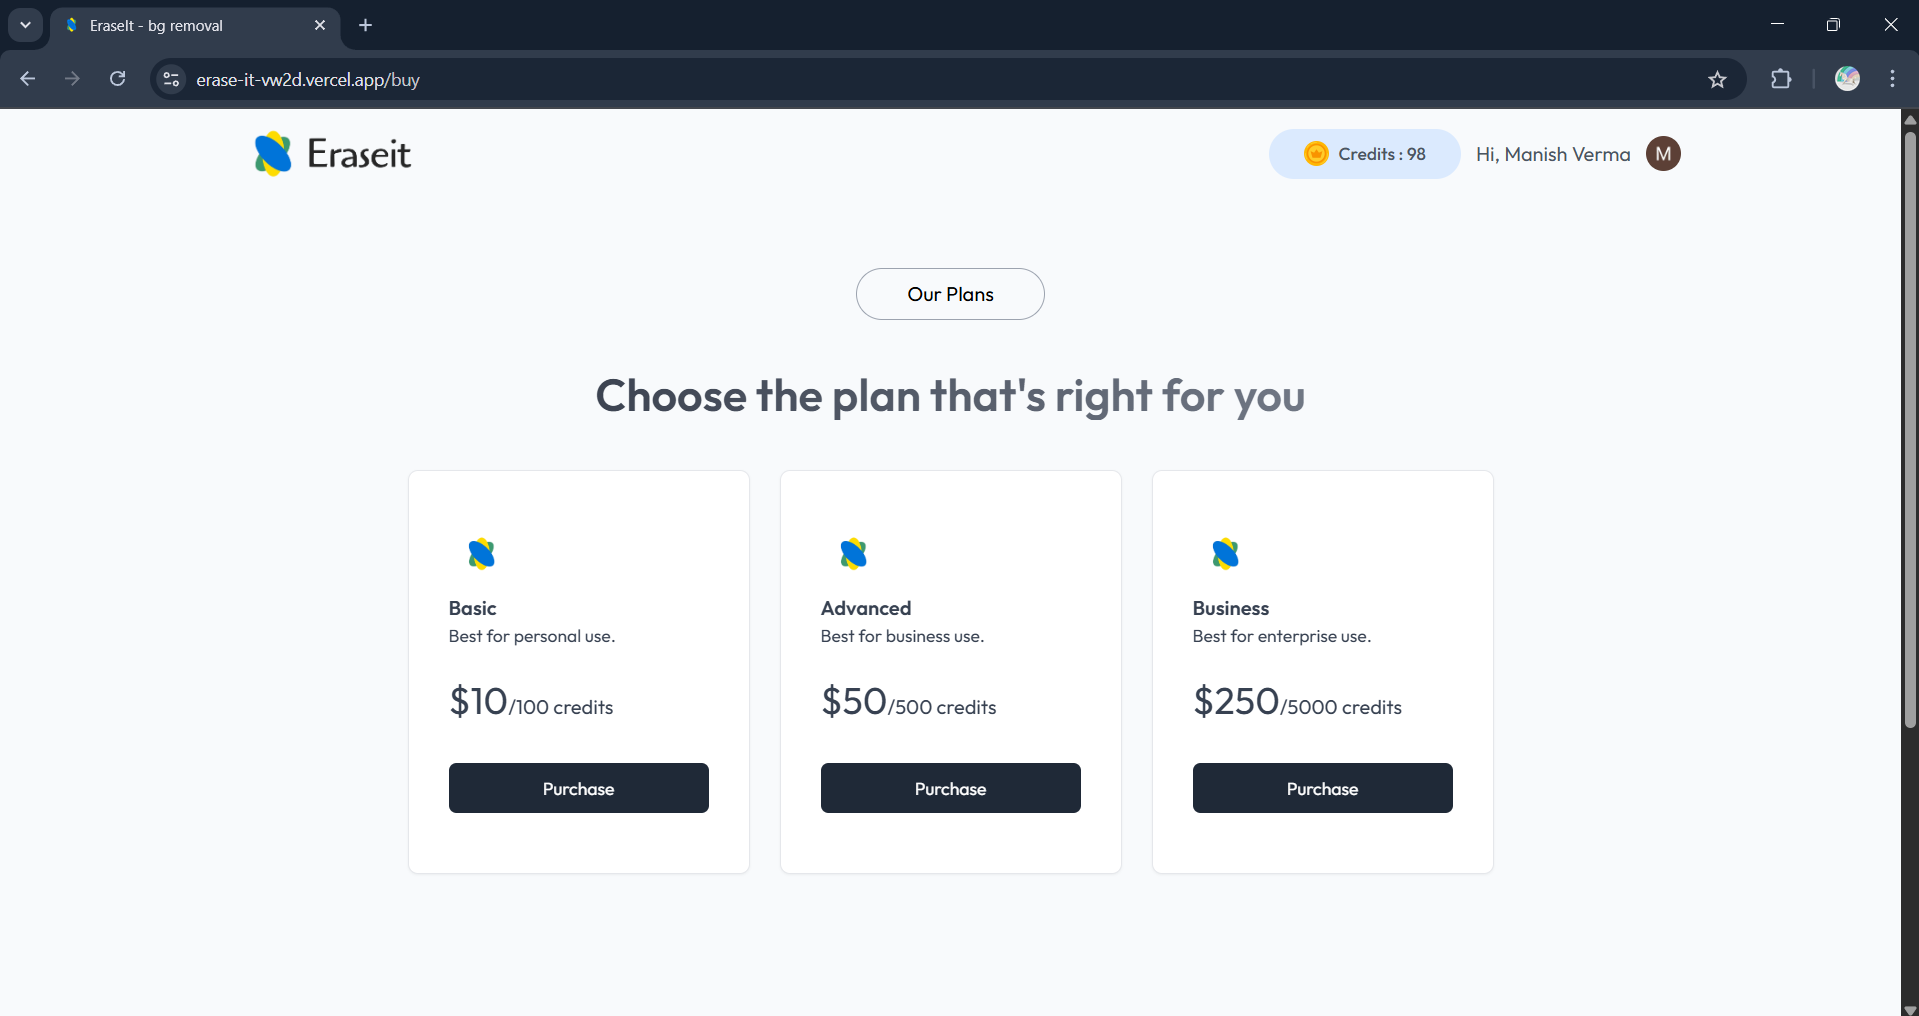 EraseIt - bg removal
erase-it-vw2d.vercel.app/buy
Eraseit
Credits : 98
Hi, Manish Verma
M
Our Plans
Choose the plan that's right for you
Basic
Best for personal use.
$10/100 credits
Purchase
Advanced
Best for business use.
$50/500 credits
Purchase
Business
Best for enterprise use.
$250/5000 credits
Purchase